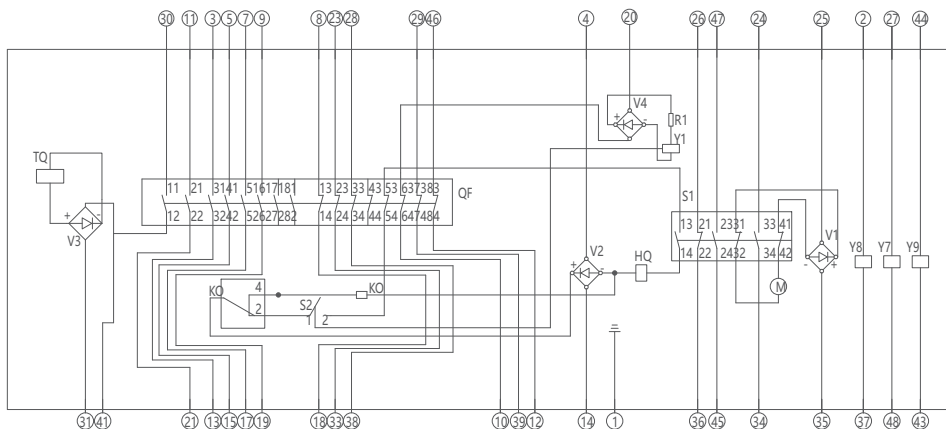 30 11 3 5 7 9 8 23 28 29 46 4 20 26 47 24 25 2 27 44
V4
+ -
R1
Y1
TQ
+ -
V3
11 21 31 41 51 61 71 81 13 23 33 43 53 63 73 83
QF
12 22 32 42 52 62 72 82 14 24 34 44 54 64 74 84
S1
13 21 23 31 33 41
14 22 24 32 34 42
V1
- +
Y8 Y7 Y9
V2
+ -
HQ
M
KO 4
2
S2
1 2
KO
31 41 21 13 15 17 19 18 33 38 10 39 12 14 1 36 45 34 35 37 48 43